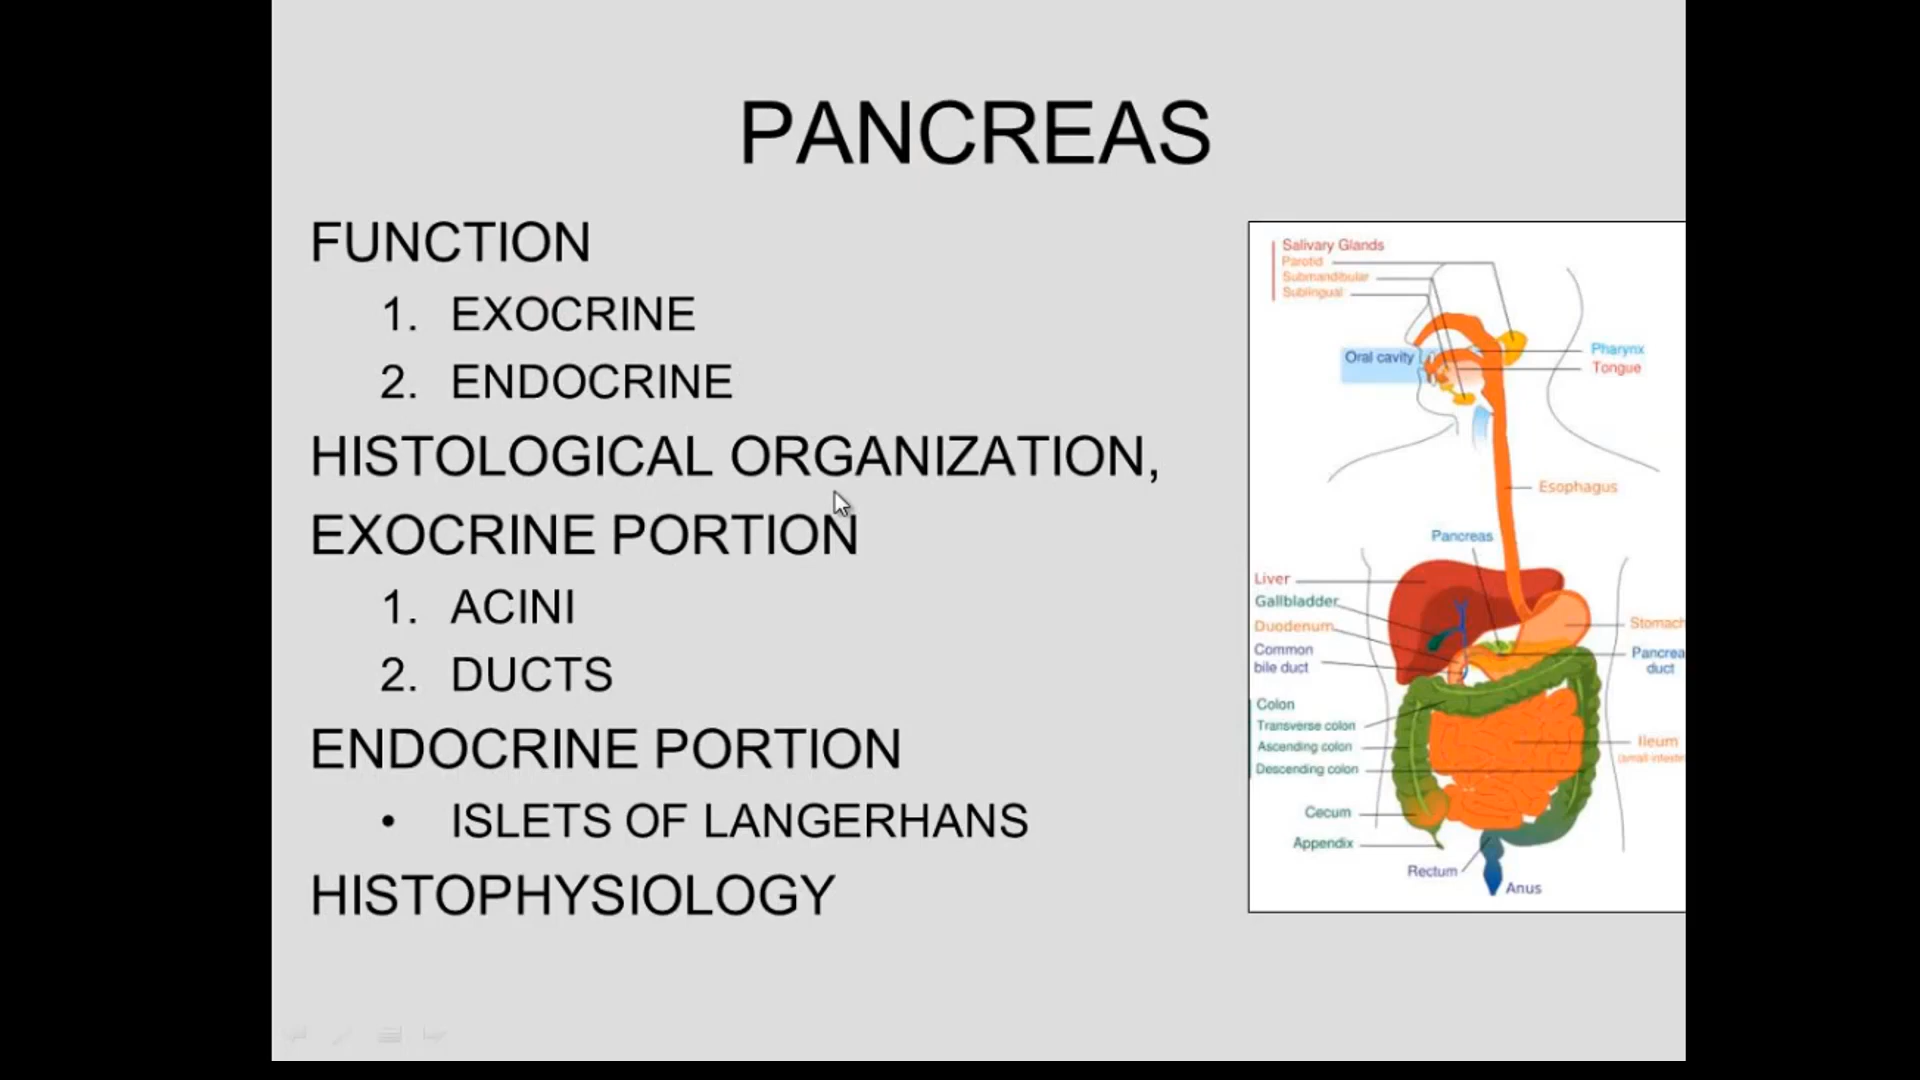 PANCREAS
FUNCTION
1. EXOCRINE
2. ENDOCRINE
HISTOLOGICAL ORGANIZATION,
EXOCRINE PORTION
1. ACINI
2. DUCTS
ENDOCRINE PORTION
• ISLETS OF LANGERHANS
HISTOPHYSIOLOGY
Salivary Glands
Parotid
Submandibular
Sublingual
Oral cavity
Pharynx
Tongue
Esophagus
Pancreas
Liver
Gallbladder
Duodenum
Common
bile duct
Stomach
Pancrea
duct
Colon
Transverse colon
Ascending colon
Descending colon
Ileum
(small intestin
Cecum
Appendix
Rectum
Anus